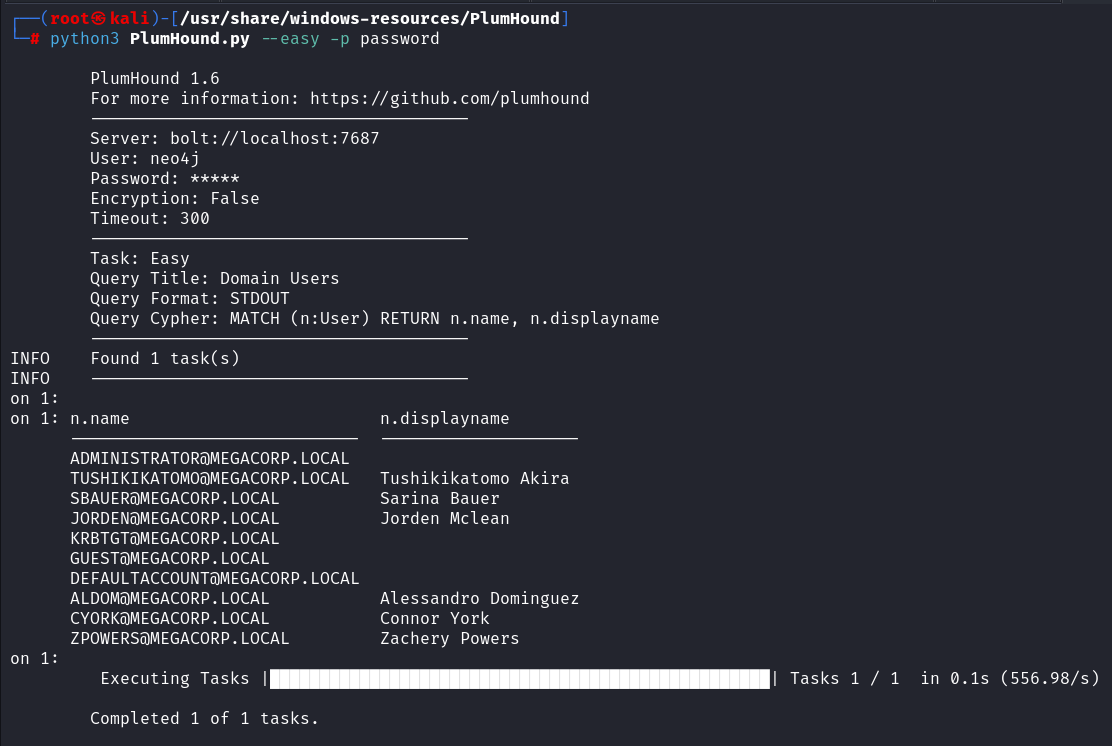 ┌──(root㉿kali)-[/usr/share/windows-resources/PlumHound]
└─# python3 PlumHound.py --easy -p password
PlumHound 1.6
For more information: https://github.com/plumhound
--------------------------------------
Server: bolt://localhost:7687
User: neo4j
Password: *****
Encryption: False
Timeout: 300
--------------------------------------
Task: Easy
Query Title: Domain Users
Query Format: STDOUT
Query Cypher: MATCH (n:User) RETURN n.name, n.displayname
--------------------------------------
INFO    Found 1 task(s)
INFO    --------------------------------------
on 1:
on 1: n.name                         n.displayname
      -----------------------------  --------------------
      ADMINISTRATOR@MEGACORP.LOCAL
      TUSHIKIKATOMO@MEGACORP.LOCAL   Tushikikatomo Akira
      SBAUER@MEGACORP.LOCAL          Sarina Bauer
      JORDEN@MEGACORP.LOCAL          Jorden Mclean
      KRBTGT@MEGACORP.LOCAL
      GUEST@MEGACORP.LOCAL
      DEFAULTACCOUNT@MEGACORP.LOCAL
      ALDOM@MEGACORP.LOCAL           Alessandro Dominguez
      CYORK@MEGACORP.LOCAL           Connor York
      ZPOWERS@MEGACORP.LOCAL         Zachery Powers
on 1:
Executing Tasks |██████████████████████████████████████████████████| Tasks 1 / 1  in 0.1s (556.98/s)
Completed 1 of 1 tasks.